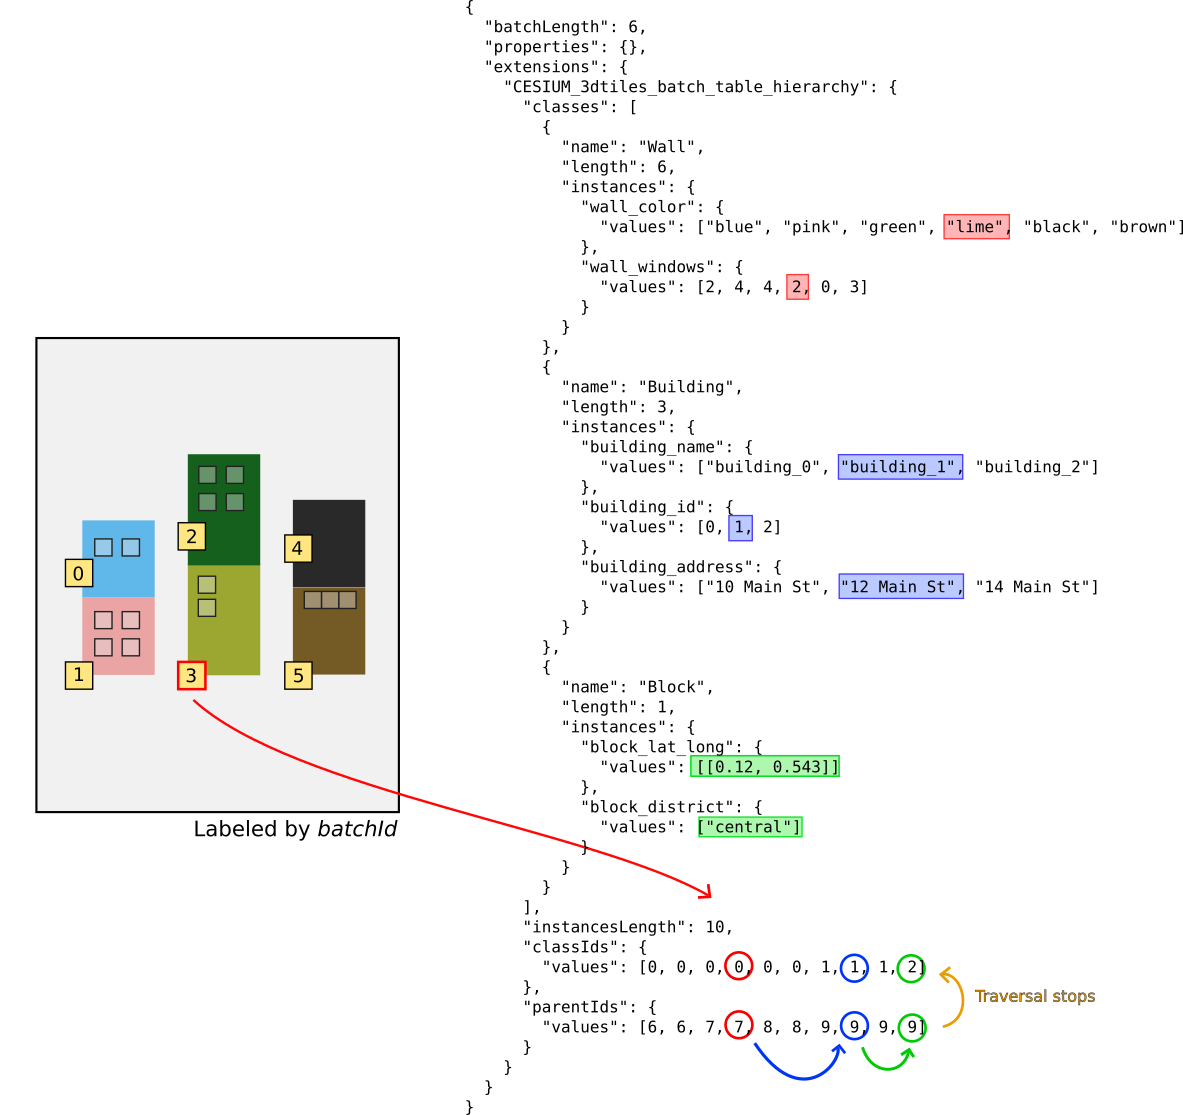 {
  "batchLength": 6,
  "properties": {},
  "extensions": {
    "CESIUM_3dtiles_batch_table_hierarchy": {
      "classes": [
        {
          "name": "Wall",
          "length": 6,
          "instances": {
            "wall_color": {
              "values": ["blue", "pink", "green", "lime", "black", "brown"]
            },
            "wall_windows": {
              "values": [2, 4, 4, 2, 0, 3]
            }
          }
        },
        {
          "name": "Building",
          "length": 3,
          "instances": {
            "building_name": {
              "values": ["building_0", "building_1", "building_2"]
            },
            "building_id": {
              "values": [0, 1, 2]
            },
            "building_address": {
              "values": ["10 Main St", "12 Main St", "14 Main St"]
            }
          }
        },
        {
          "name": "Block",
          "length": 1,
          "instances": {
            "block_lat_long": {
              "values": [[0.12, 0.543]]
            },
            "block_district": {
              "values": ["central"]
            }
          }
        }
      ],
      "instancesLength": 10,
      "classIds": {
        "values": [0, 0, 0, 0, 0, 0, 1, 1, 1, 2]
      },
      "parentIds": {
        "values": [6, 6, 7, 7, 8, 8, 9, 9, 9, 9]
      }
    }
  }
}
Traversal stops
2
4
0
1
3
5
Labeled by batchId